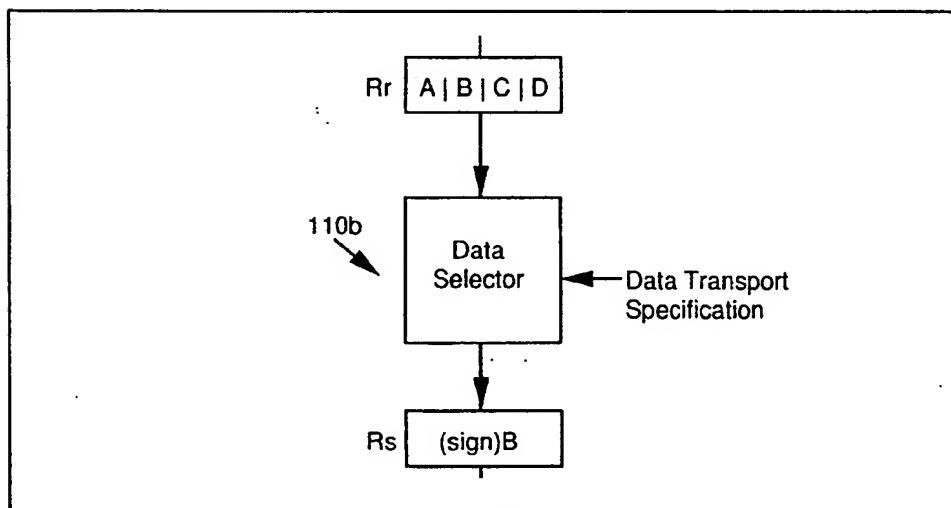 Rr A | B | C | D
110b
Data
Selector
Data Transport
Specification
Rs (sign)B